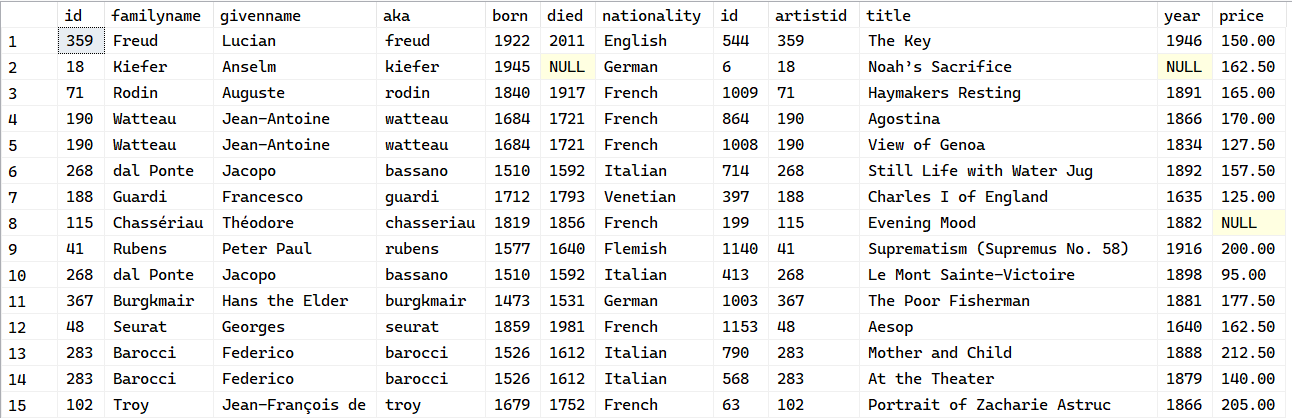 id familyname givenname aka born died nationality id artistid title year price
1 359 Freud Lucian freud 1922 2011 English 544 359 The Key 1946 150.00
2 18 Kiefer Anselm kiefer 1945 NULL German 6 18 Noah’s Sacrifice NULL 162.50
3 71 Rodin Auguste rodin 1840 1917 French 1009 71 Haymakers Resting 1891 165.00
4 190 Watteau Jean-Antoine watteau 1684 1721 French 864 190 Agostina 1866 170.00
5 190 Watteau Jean-Antoine watteau 1684 1721 French 1008 190 View of Genoa 1834 127.50
6 268 dal Ponte Jacopo bassano 1510 1592 Italian 714 268 Still Life with Water Jug 1892 157.50
7 188 Guardi Francesco guardi 1712 1793 Venetian 397 188 Charles I of England 1635 125.00
8 115 Chassériau Théodore chasseriau 1819 1856 French 199 115 Evening Mood 1882 NULL
9 41 Rubens Peter Paul rubens 1577 1640 Flemish 1140 41 Suprematism (Supremus No. 58) 1916 200.00
10 268 dal Ponte Jacopo bassano 1510 1592 Italian 413 268 Le Mont Sainte-Victoire 1898 95.00
11 367 Burgkmair Hans the Elder burgkmair 1473 1531 German 1003 367 The Poor Fisherman 1881 177.50
12 48 Seurat Georges seurat 1859 1981 French 1153 48 Aesop 1640 162.50
13 283 Barocci Federico barocci 1526 1612 Italian 790 283 Mother and Child 1888 212.50
14 283 Barocci Federico barocci 1526 1612 Italian 568 283 At the Theater 1879 140.00
15 102 Troy Jean-François de troy 1679 1752 French 63 102 Portrait of Zacharie Astruc 1866 205.00